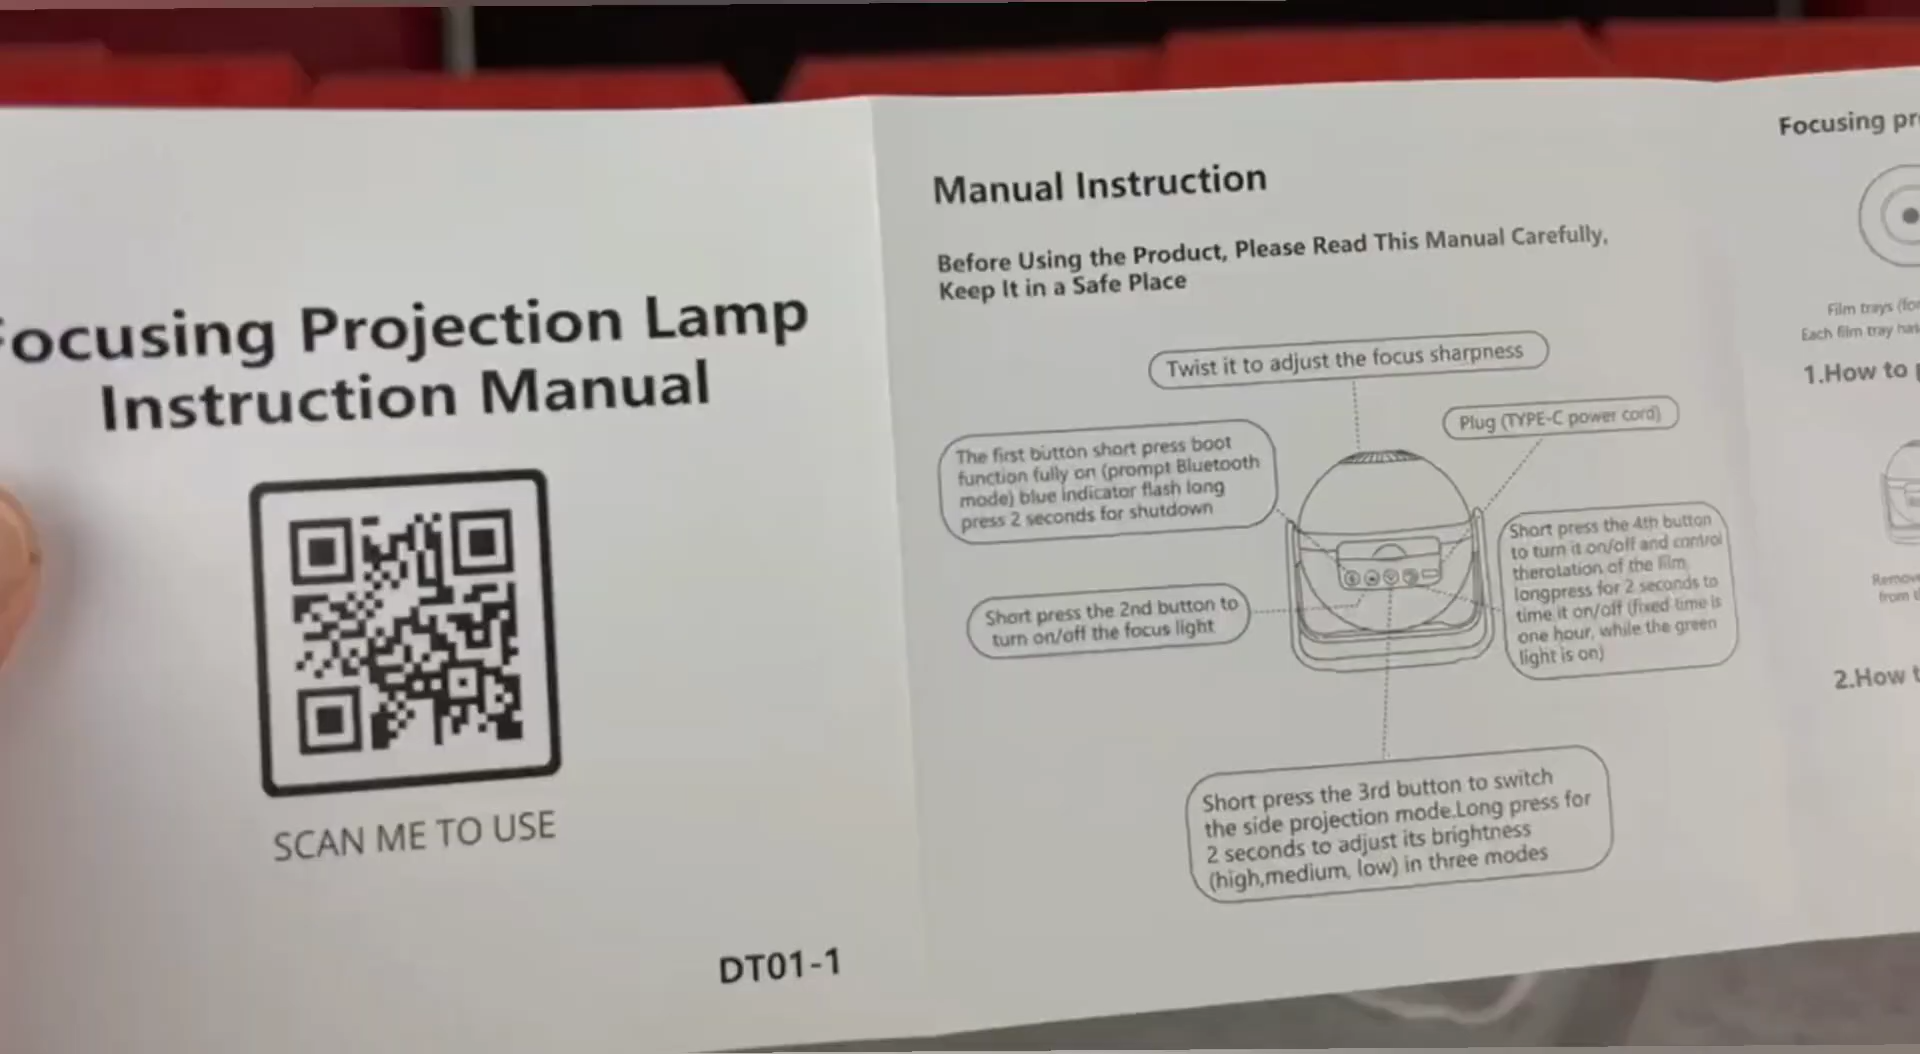 Focusing Projection Lamp
Instruction Manual
SCAN ME TO USE
DT01-1
Manual Instruction
Before Using the Product, Please Read This Manual Carefully,
Keep It in a Safe Place
Twist it to adjust the focus sharpness
Plug (TYPE-C power cord)
The first button short press boot
function fully on (prompt Bluetooth
mode) blue indicator flash long
press 2 seconds for shutdown
Short press the 2nd button to
turn on/off the focus light
Short press the 4th button
to turn it on/off and control
therolation of the film,
longpress for 2 seconds to
time it on/off (fixed time is
one hour, while the green
light is on)
Short press the 3rd button to switch
the side projection mode.Long press for
2 seconds to adjust its brightness
(high,medium, low) in three modes
Focusing
Film trays
Each film tray has
1.How to
from
2.How